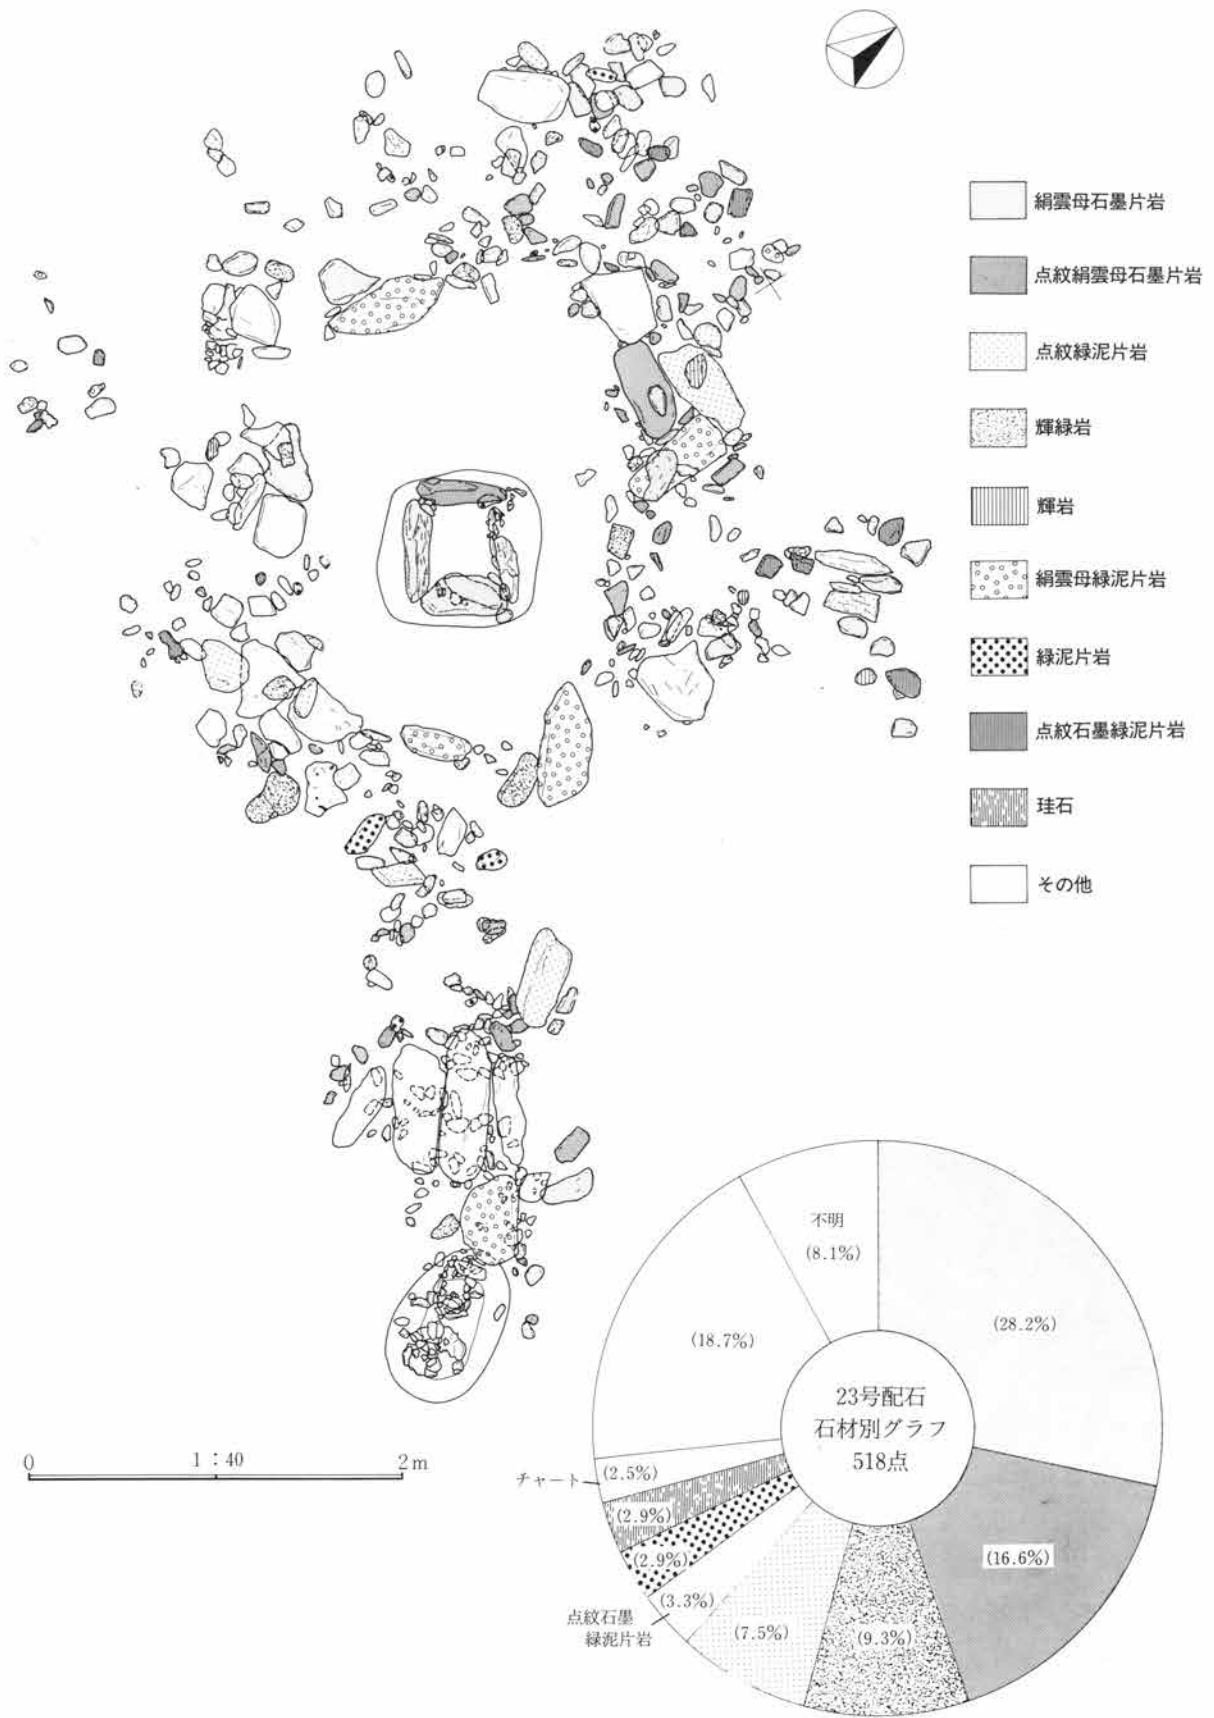 絹雲母石墨片岩
点紋絹雲母石墨片岩
点紋緑泥片岩
輝緑岩
輝岩
絹雲母緑泥片岩
緑泥片岩
点紋石墨緑泥片岩
珪石
その他
0
1:40
2m
不明
(8.1%)
(28.2%)
(18.7%)
23号配石
石材別グラフ
518点
チャート
(2.5%)
(2.9%)
(2.9%)
(16.6%)
点紋石墨
緑泥片岩
(3.3%)
(7.5%)
(9.3%)